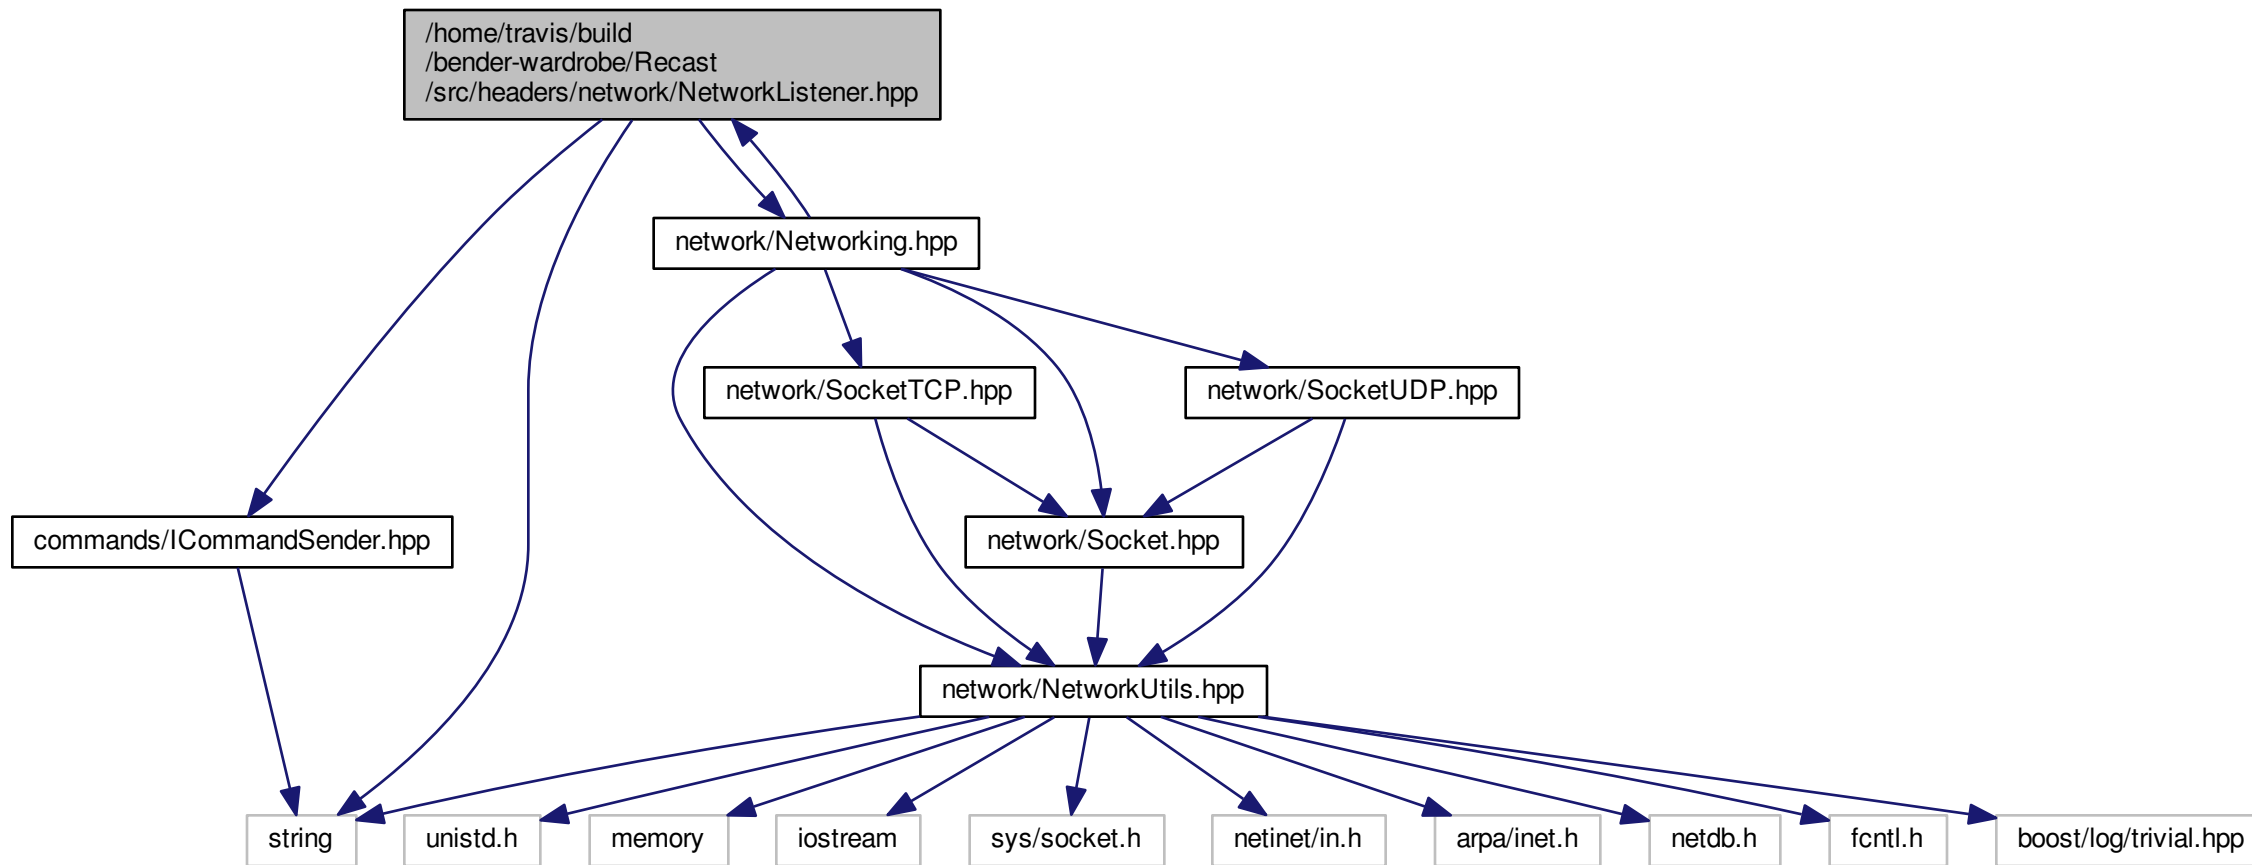 /home/travis/build
/bender-wardrobe/Recast
/src/headers/network/NetworkListener.hpp
network/Networking.hpp
network/SocketTCP.hpp
network/SocketUDP.hpp
commands/ICommandSender.hpp
network/Socket.hpp
network/NetworkUtils.hpp
string
unistd.h
memory
iostream
sys/socket.h
netinet/in.h
arpa/inet.h
netdb.h
fcntl.h
boost/log/trivial.hpp